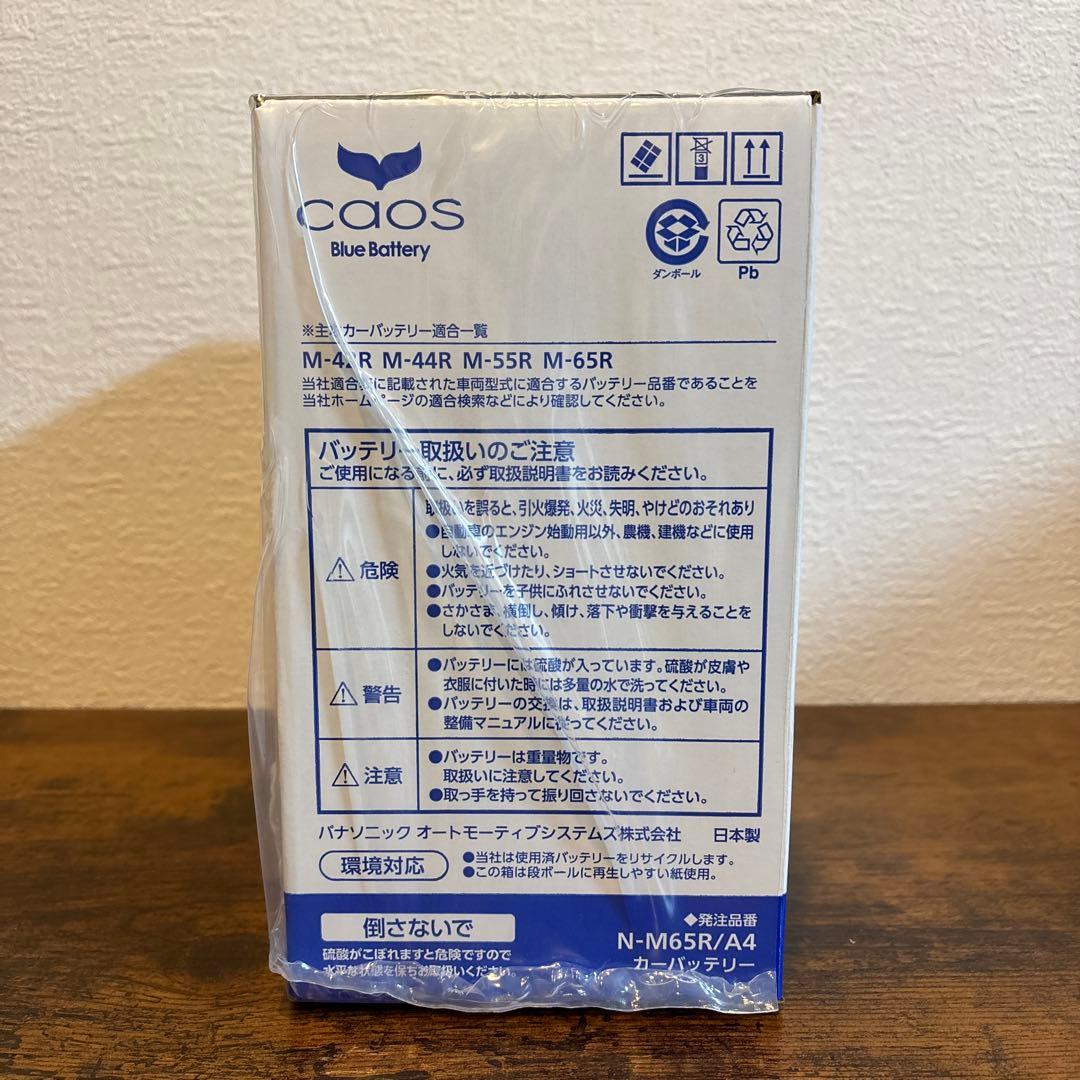 caos
Blue Battery
3
ダンボール
Pb
※主なカーバッテリー適合一覧
M-42R M-44R M-55R M-65R
当社適合表に記載された車両型式に適合するバッテリー品番であることを
当社ホームページの適合検索などにより確認してください。
バッテリー取扱いのご注意
ご使用になる前に、必ず取扱説明書をお読みください。
危険
取扱いを誤ると、引火爆発、火災、失明、やけどのおそれあり
●自動車のエンジン始動用以外、農機、建機などに使用
しないでください。
●火気を近づけたり、ショートさせないでください。
●バッテリーを子供にふれさせないでください。
●さかさま、横倒し、傾け、落下や衝撃を与えることを
しないでください。
警告
●バッテリーには硫酸が入っています。硫酸が皮膚や
衣服に付いた時には多量の水で洗ってください。
●バッテリーの交換は、取扱説明書および車両の
整備マニュアルに従ってください。
注意
●バッテリーは重量物です。
取扱いに注意してください。
●取っ手を持って振り回さないでください。
パナソニック オートモーティブシステムズ株式会社 日本製
環境対応
●当社は使用済バッテリーをリサイクルします。
●この箱は段ボールに再生しやすい紙使用。
倒さないで
硫酸がこぼれますと危険ですので
水平な状態を保ちお取扱いください。
◆発注品番
N-M65R/A4
カーバッテリー